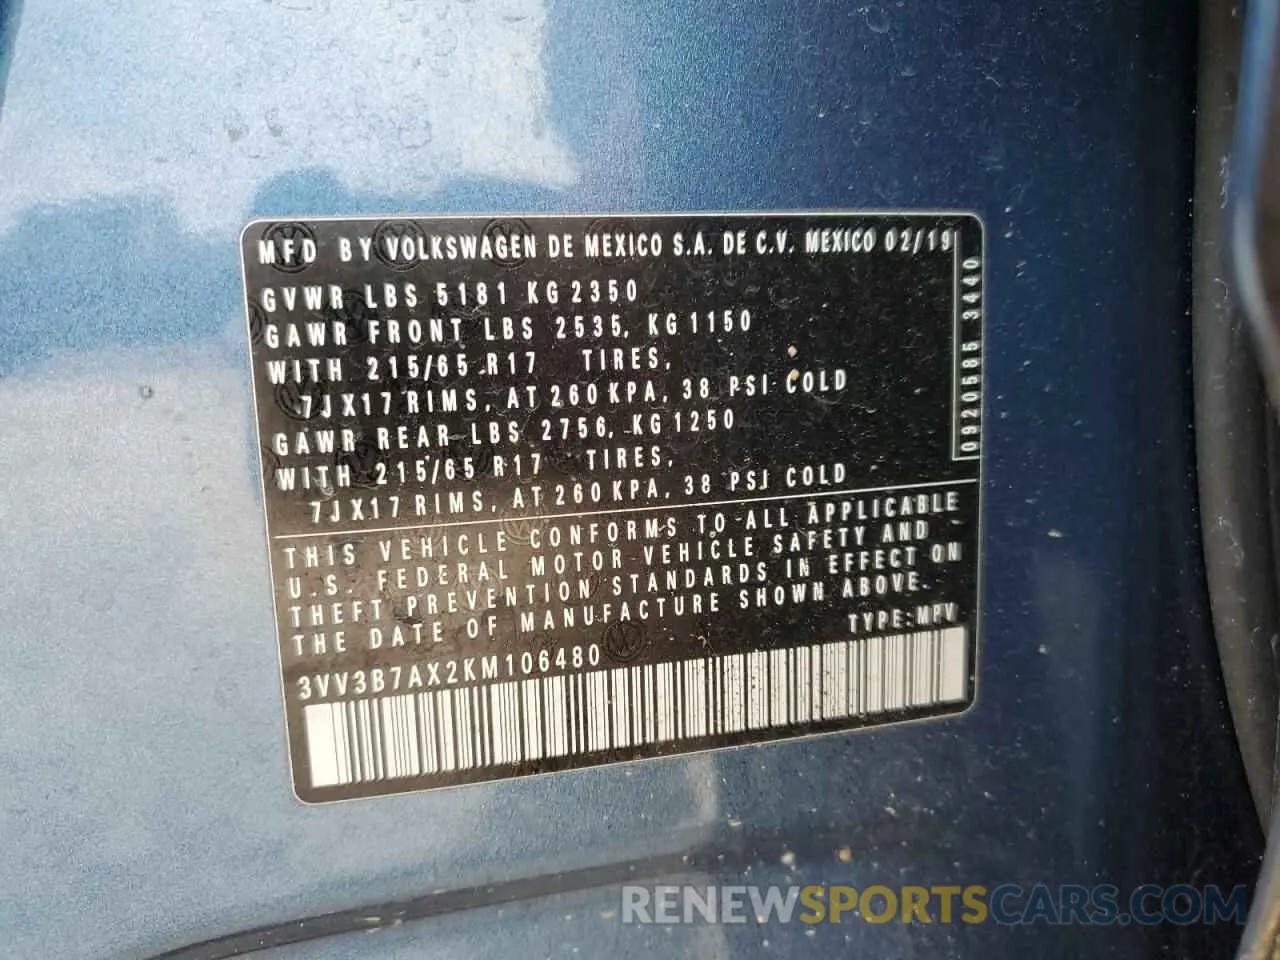 MFD BY VOLKSWAGEN DE MEXICO S.A. DE C.V. MEXICO 02/19
GVWR LBS 5181 KG 2350
GAWR FRONT LBS 2535, KG 1150
WITH 215/65 R17 TIRES,
7JX17 RIMS, AT 260 KPA, 38 PSI COLD
GAWR REAR LBS 2756, KG 1250
WITH 215/65 R17 TIRES,
7JX17 RIMS, AT 260 KPA, 38 PSI COLD
0920585 3440
THIS VEHICLE CONFORMS TO ALL APPLICABLE
U.S. FEDERAL MOTOR VEHICLE SAFETY AND
THEFT PREVENTION STANDARDS IN EFFECT ON
THE DATE OF MANUFACTURE SHOWN ABOVE.
TYPE: MPV
3VV3B7AX2KM106480
RENEWSPORTSCARS.COM